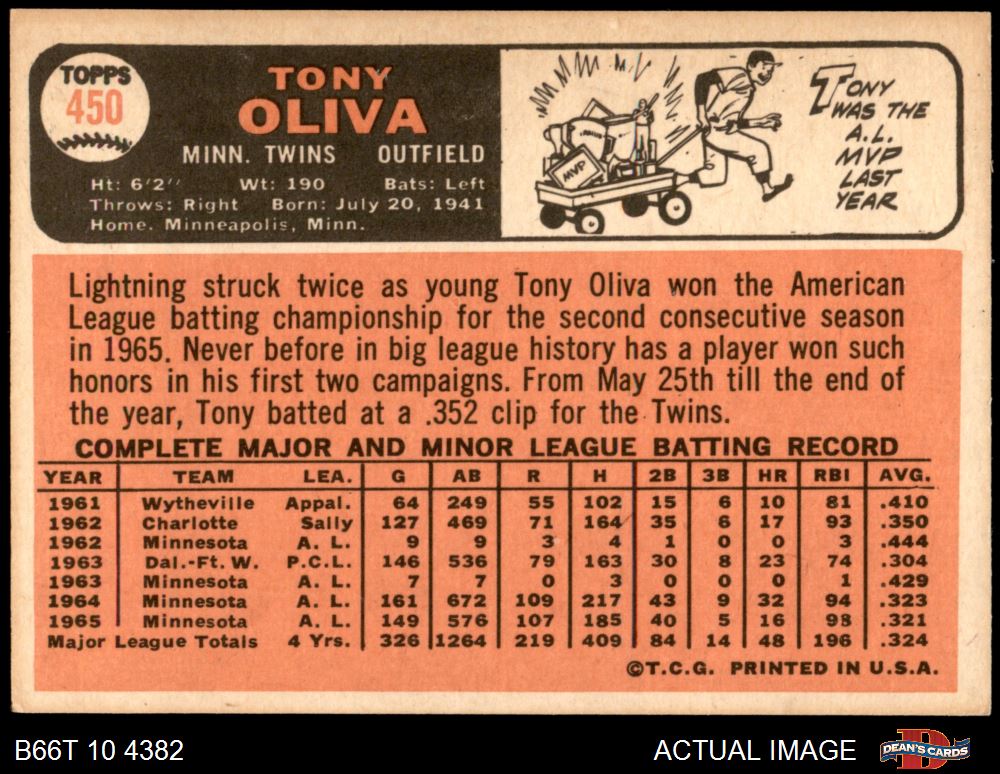 TOPPS
450
TONY
OLIVA
MINN. TWINS OUTFIELD
Ht: 6'2" Wt: 190 Bats: Left
Throws: Right Born: July 20, 1941
Home. Minneapolis, Minn.
MVP
TONY
WAS THE
A.L.
MVP
LAST
YEAR
Lightning struck twice as young Tony Oliva won the American
League batting championship for the second consecutive season
in 1965. Never before in big league history has a player won such
honors in his first two campaigns. From May 25th till the end of
the year, Tony batted at a .352 clip for the Twins.
COMPLETE MAJOR AND MINOR LEAGUE BATTING RECORD
YEAR TEAM LEA. G AB R H 2B 3B HR RBI AVG.
1961 Wytheville Appal. 64 249 55 102 15 6 10 81 .410
1962 Charlotte Sally 127 469 71 164 35 6 17 93 .350
1962 Minnesota A. L. 9 9 3 4 1 0 0 3 .444
1963 Dal.-Ft. W. P.C.L. 146 536 79 163 30 8 23 74 .304
1963 Minnesota A. L. 7 7 0 3 0 0 0 1 .429
1964 Minnesota A. L. 161 672 109 217 43 9 32 94 .323
1965 Minnesota A. L. 149 576 107 185 40 5 16 98 .321
Major League Totals 4 Yrs. 326 1264 219 409 84 14 48 196 .324
©T.C.G. PRINTED IN U.S.A.
B66T 10 4382 ACTUAL IMAGE DEAN'S CARDS